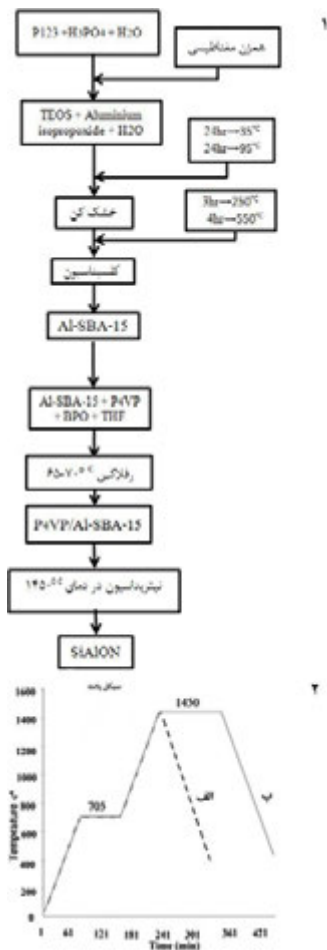 ۱
P123 +H3PO4 + H2O
همزن مغناطیسی
TEOS + Aluminium
isopropoxide + H2O
24hr→35°C
24hr→95°C
خشک کن
3hr→250°C
4hr→550°C
کلسیناسیون
Al-SBA-15
Al-SBA-15 + P4VP
+ BPO + THF
رفلاکس ۶۵-۷۰°C
P4VP/Al-SBA-15
نیتریداسیون در دمای ۱۴۵۰°C
SiAlON
۲
1600
1400
1200
1000
800
600
400
200
0
705
1450
الف
ب
Temprature c°
1 61 121 181 241 301 361 421
Time (min)